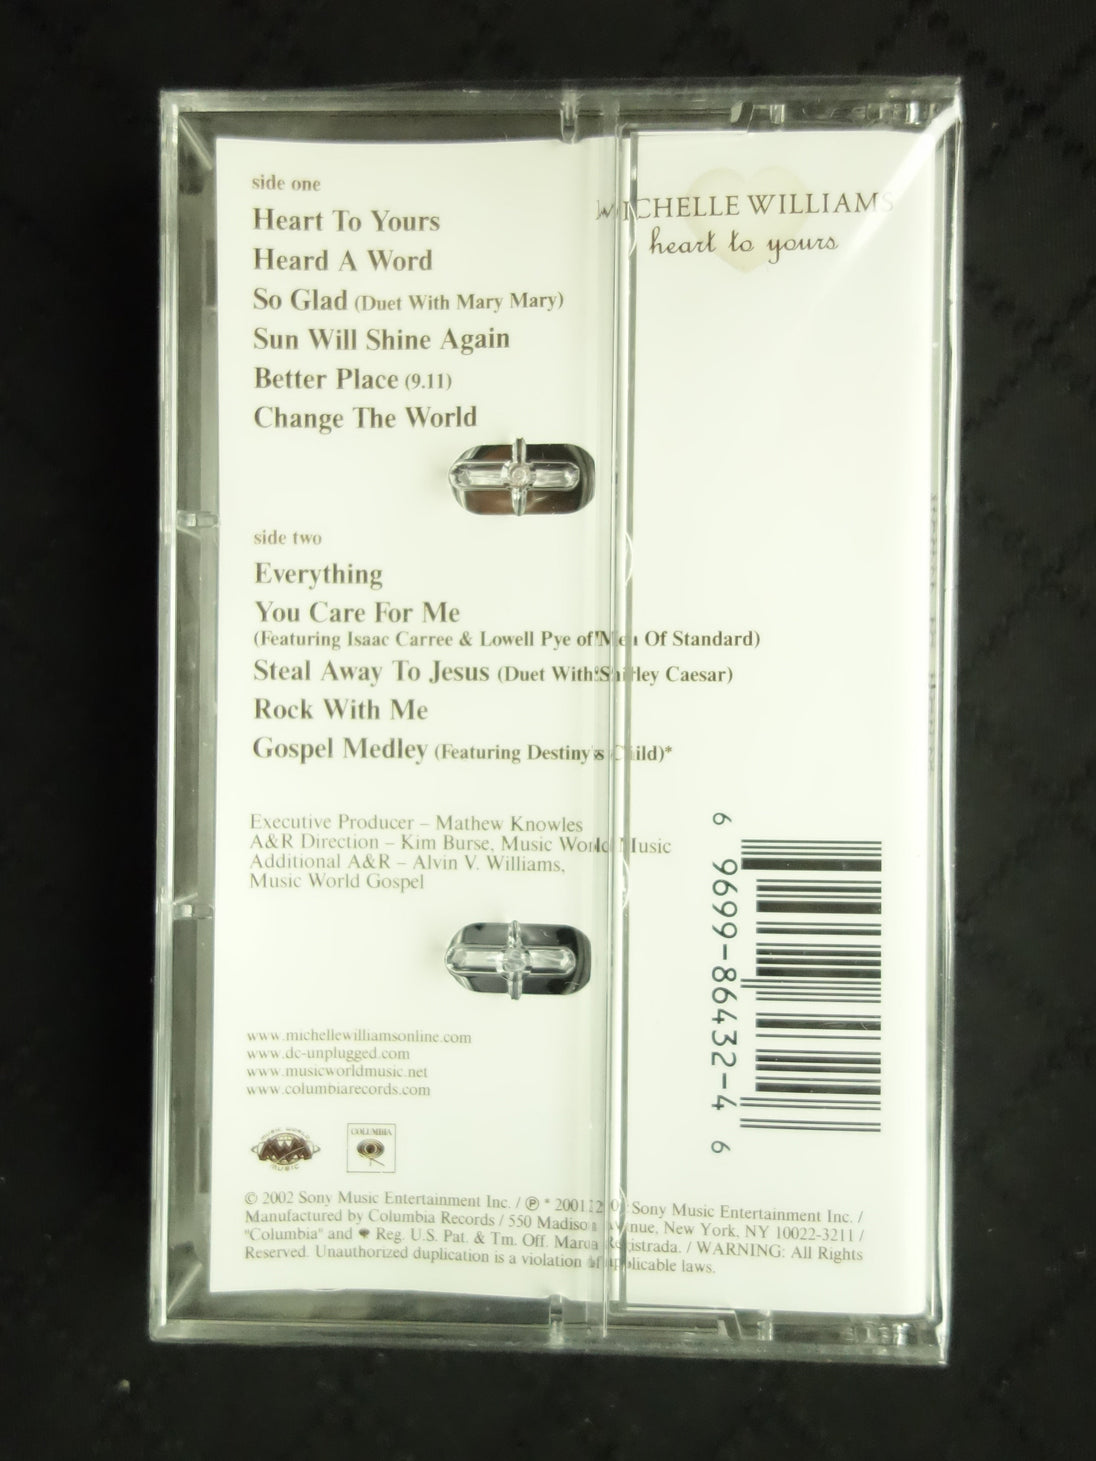 side one
Heart To Yours
Heard A Word
So Glad (Duet With Mary Mary)
Sun Will Shine Again
Better Place (9.11)
Change The World
side two
Everything
You Care For Me
(Featuring Isaac Carree & Lowell Pye of Men Of Standard)
Steal Away To Jesus (Duet With Shirley Caesar)
Rock With Me
Gospel Medley (Featuring Destiny's Child)*
Executive Producer – Mathew Knowles
A&R Direction – Kim Burse, Music World Music
Additional A&R – Alvin V. Williams,
Music World Gospel
www.michellewilliamsonline.com
www.dc-unplugged.com
www.musicworldmusic.net
www.columbiarecords.com
MUSIC WORLD
MUSIC
COLUMBIA
© 2002 Sony Music Entertainment Inc. / ℗ * 2001, Sony Music Entertainment Inc. /
Manufactured by Columbia Records / 550 Madison Avenue, New York, NY 10022-3211 /
"Columbia" and Reg. U.S. Pat. & Tm. Off. Marca Registrada. / WARNING: All Rights
Reserved. Unauthorized duplication is a violation of applicable laws.
MICHELLE WILLIAMS
heart to yours
6 9699-86432-4 6